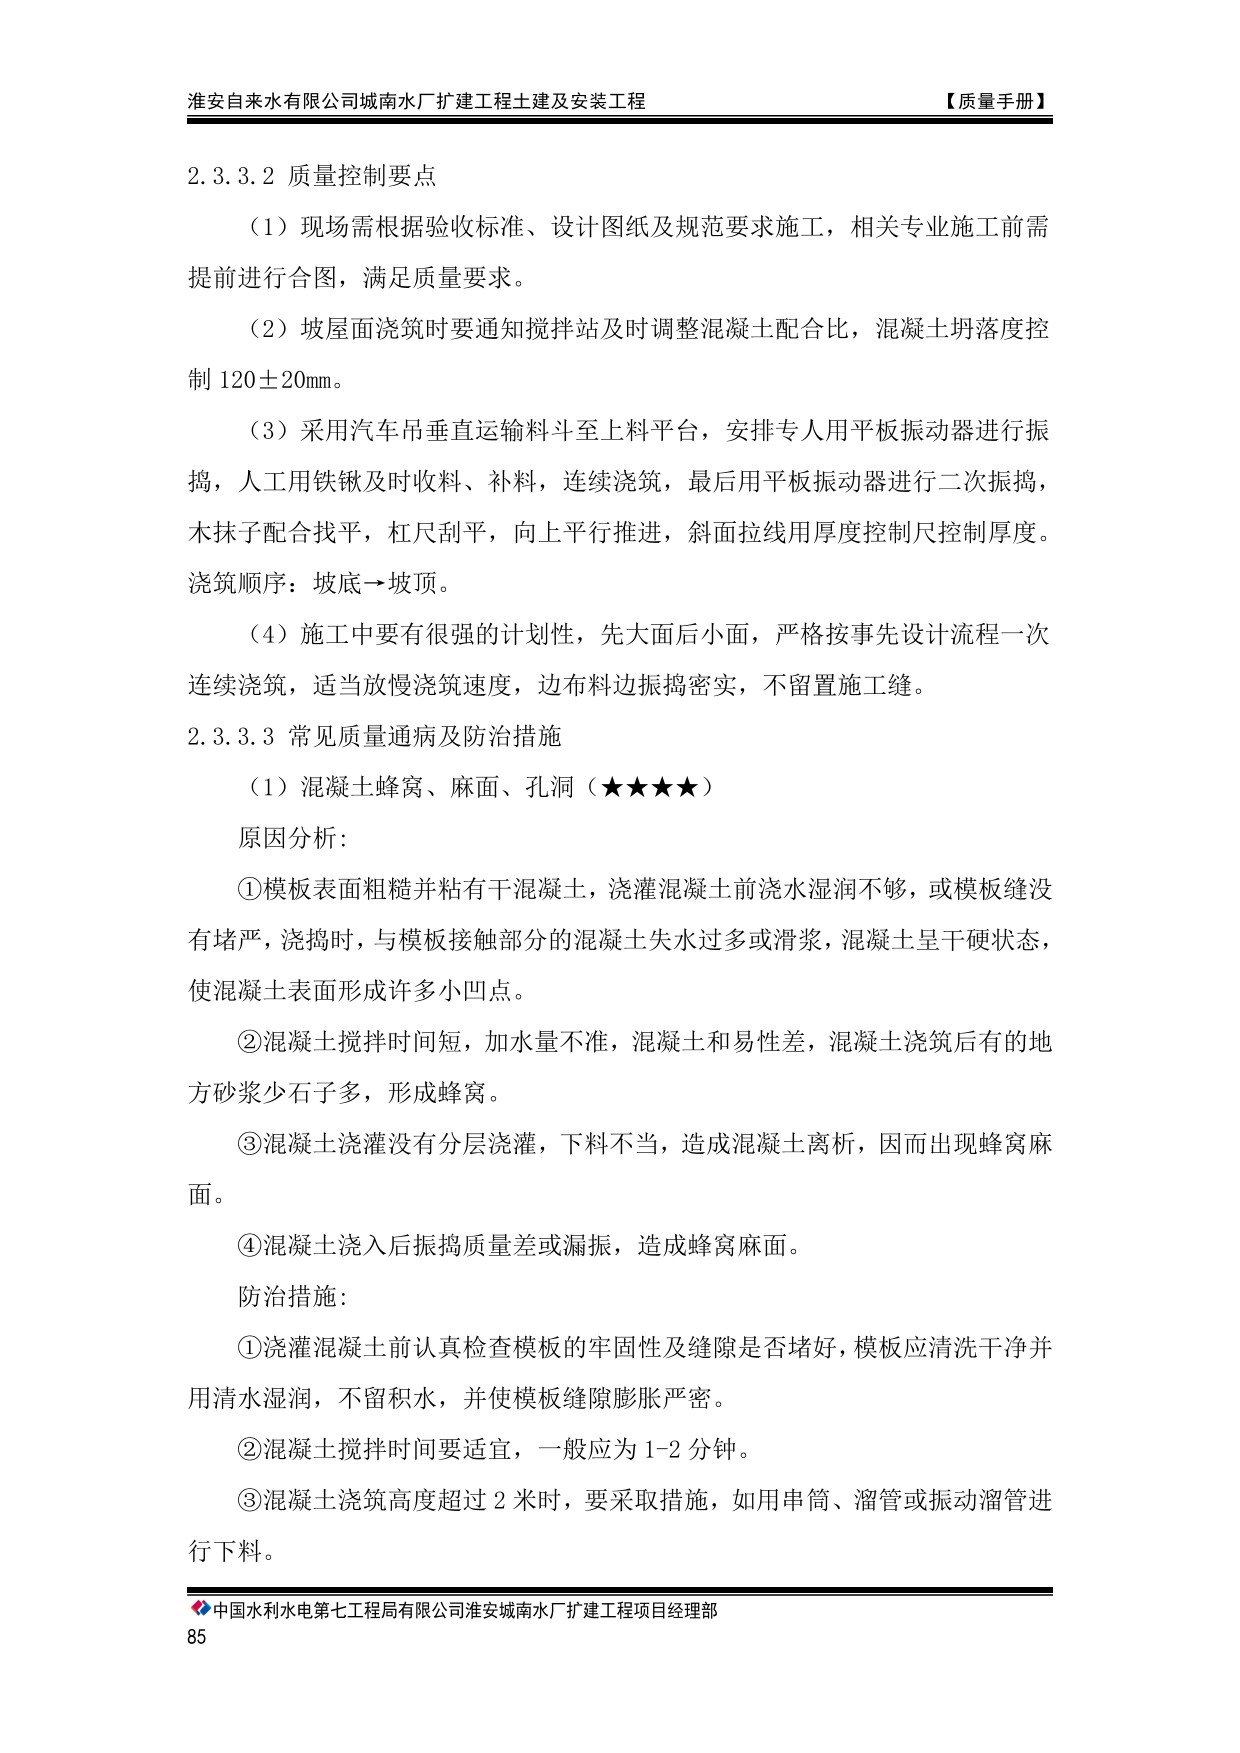 淮安自来水有限公司城南水厂扩建工程土建及安装工程 【质量手册】
2.3.3.2 质量控制要点
（1）现场需根据验收标准、设计图纸及规范要求施工，相关专业施工前需
提前进行合图，满足质量要求。
（2）坡屋面浇筑时要通知搅拌站及时调整混凝土配合比，混凝土坍落度控
制 120±20mm。
（3）采用汽车吊垂直运输料斗至上料平台，安排专人用平板振动器进行振
捣，人工用铁锹及时收料、补料，连续浇筑，最后用平板振动器进行二次振捣，
木抹子配合找平，杠尺刮平，向上平行推进，斜面拉线用厚度控制尺控制厚度。
浇筑顺序：坡底→坡顶。
（4）施工中要有很强的计划性，先大面后小面，严格按事先设计流程一次
连续浇筑，适当放慢浇筑速度，边布料边振捣密实，不留置施工缝。
2.3.3.3 常见质量通病及防治措施
（1）混凝土蜂窝、麻面、孔洞（★★★★）
原因分析:
①模板表面粗糙并粘有干混凝土，浇灌混凝土前浇水湿润不够，或模板缝没
有堵严，浇捣时，与模板接触部分的混凝土失水过多或滑浆，混凝土呈干硬状态，
使混凝土表面形成许多小凹点。
②混凝土搅拌时间短，加水量不准，混凝土和易性差，混凝土浇筑后有的地
方砂浆少石子多，形成蜂窝。
③混凝土浇灌没有分层浇灌，下料不当，造成混凝土离析，因而出现蜂窝麻
面。
④混凝土浇入后振捣质量差或漏振，造成蜂窝麻面。
防治措施:
①浇灌混凝土前认真检查模板的牢固性及缝隙是否堵好，模板应清洗干净并
用清水湿润，不留积水，并使模板缝隙膨胀严密。
②混凝土搅拌时间要适宜，一般应为 1-2 分钟。
③混凝土浇筑高度超过 2 米时，要采取措施，如用串筒、溜管或振动溜管进
行下料。
中国水利水电第七工程局有限公司淮安城南水厂扩建工程项目经理部
85